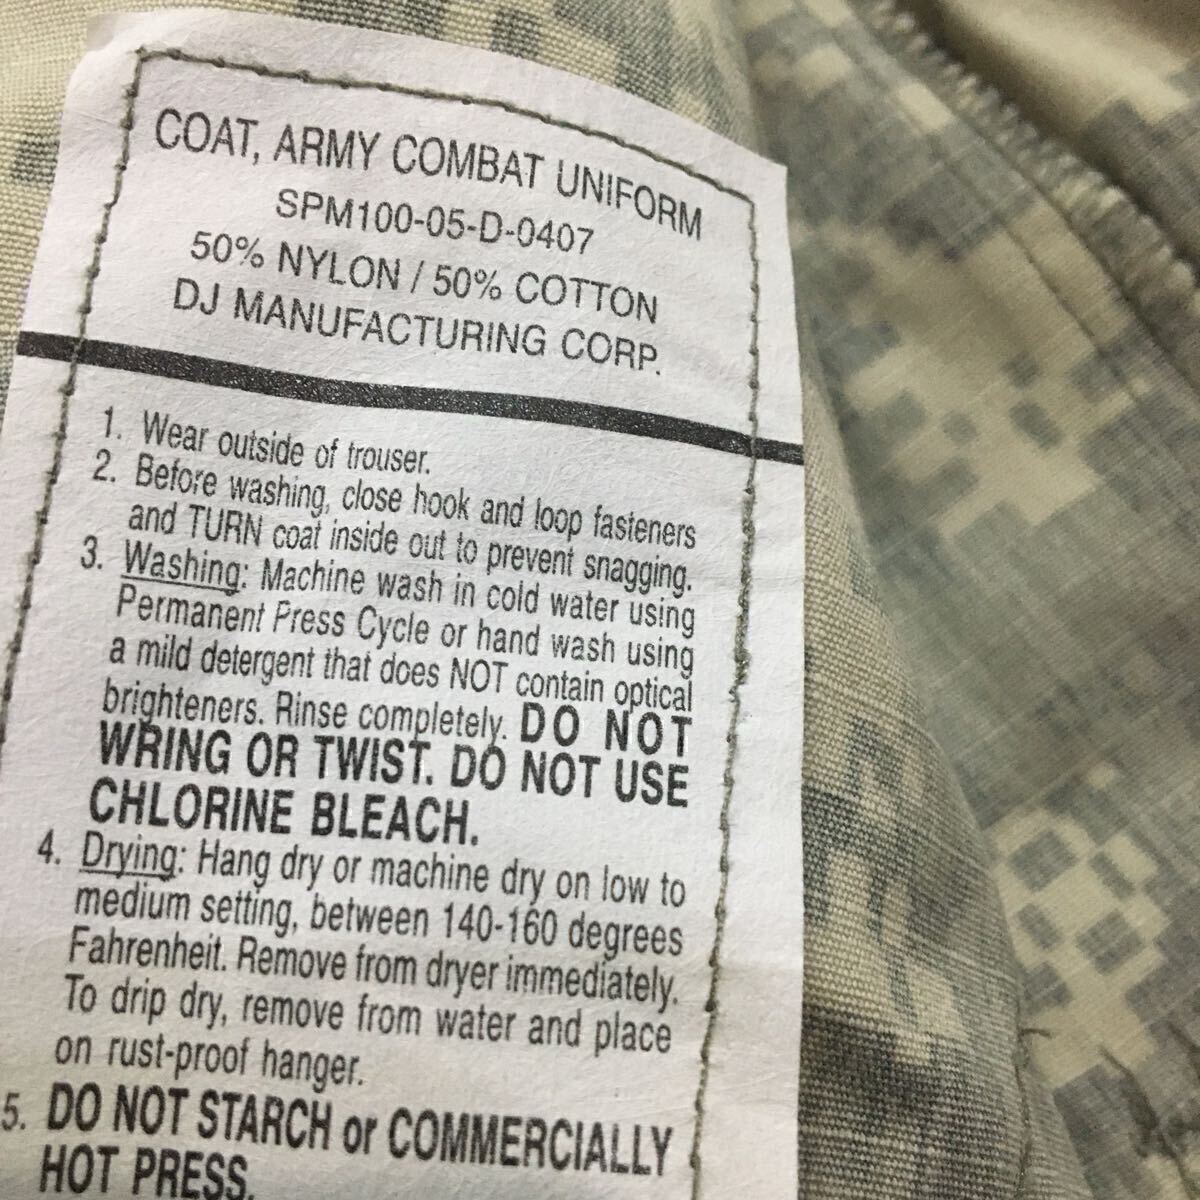 COAT, ARMY COMBAT UNIFORM
SPM100-05-D-0407
50% NYLON / 50% COTTON
DJ MANUFACTURING CORP.
1. Wear outside of trouser.
2. Before washing, close hook and loop fasteners
and TURN coat inside out to prevent snagging.
3. Washing: Machine wash in cold water using
Permanent Press Cycle or hand wash using
a mild detergent that does NOT contain optical
brighteners. Rinse completely. DO NOT
WRING OR TWIST. DO NOT USE
CHLORINE BLEACH.
4. Drying: Hang dry or machine dry on low to
medium setting, between 140-160 degrees
Fahrenheit. Remove from dryer immediately.
To drip dry, remove from water and place
on rust-proof hanger.
5. DO NOT STARCH or COMMERCIALLY
HOT PRESS.